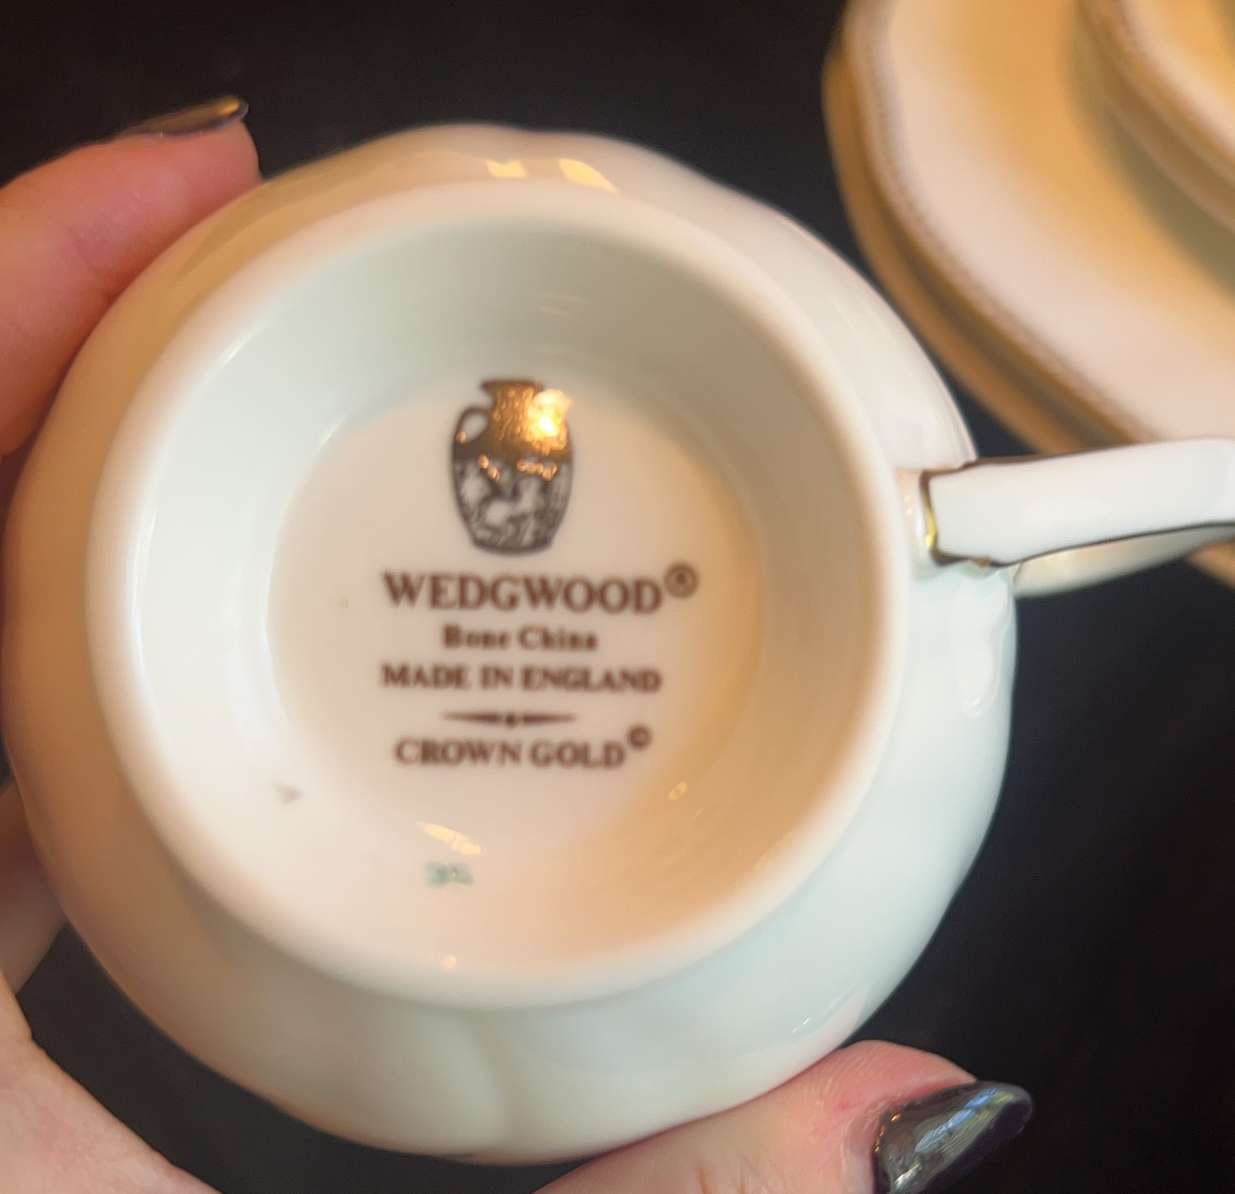 WEDGWOOD®
Bone China
MADE IN ENGLAND
CROWN GOLD©